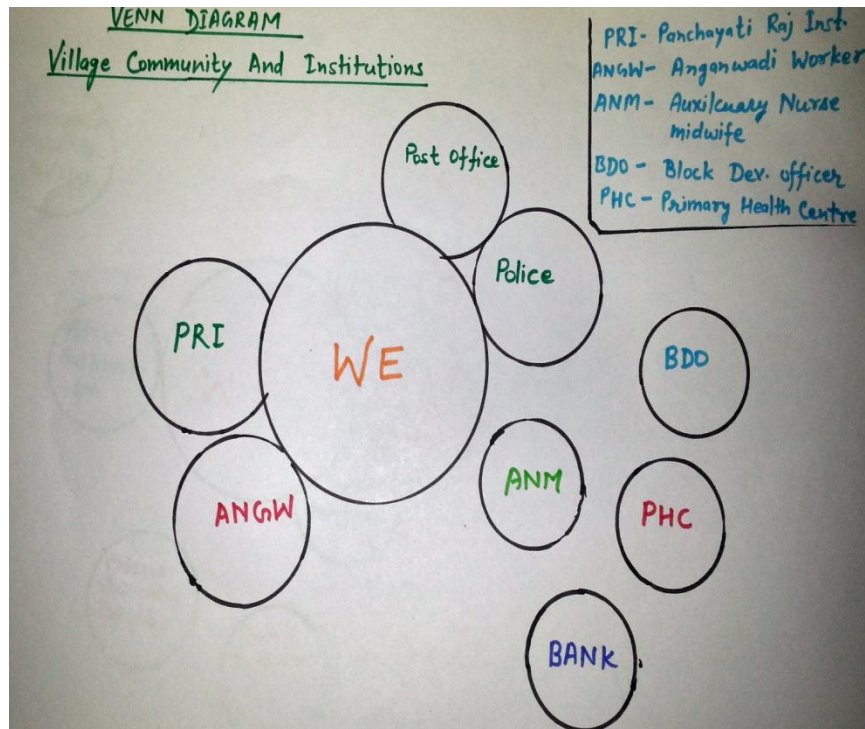 VENN DIAGRAM
Village Community And Institutions
PRI- Panchayati Raj Inst.
ANGW- Anganwadi Worker
ANM- Auxilcuary Nurse
midwife
BDO - Block Dev. officer
PHC - Primary Health Centre
Post Office
Police
PRI
WE
BDO
ANM
ANGW
PHC
BANK